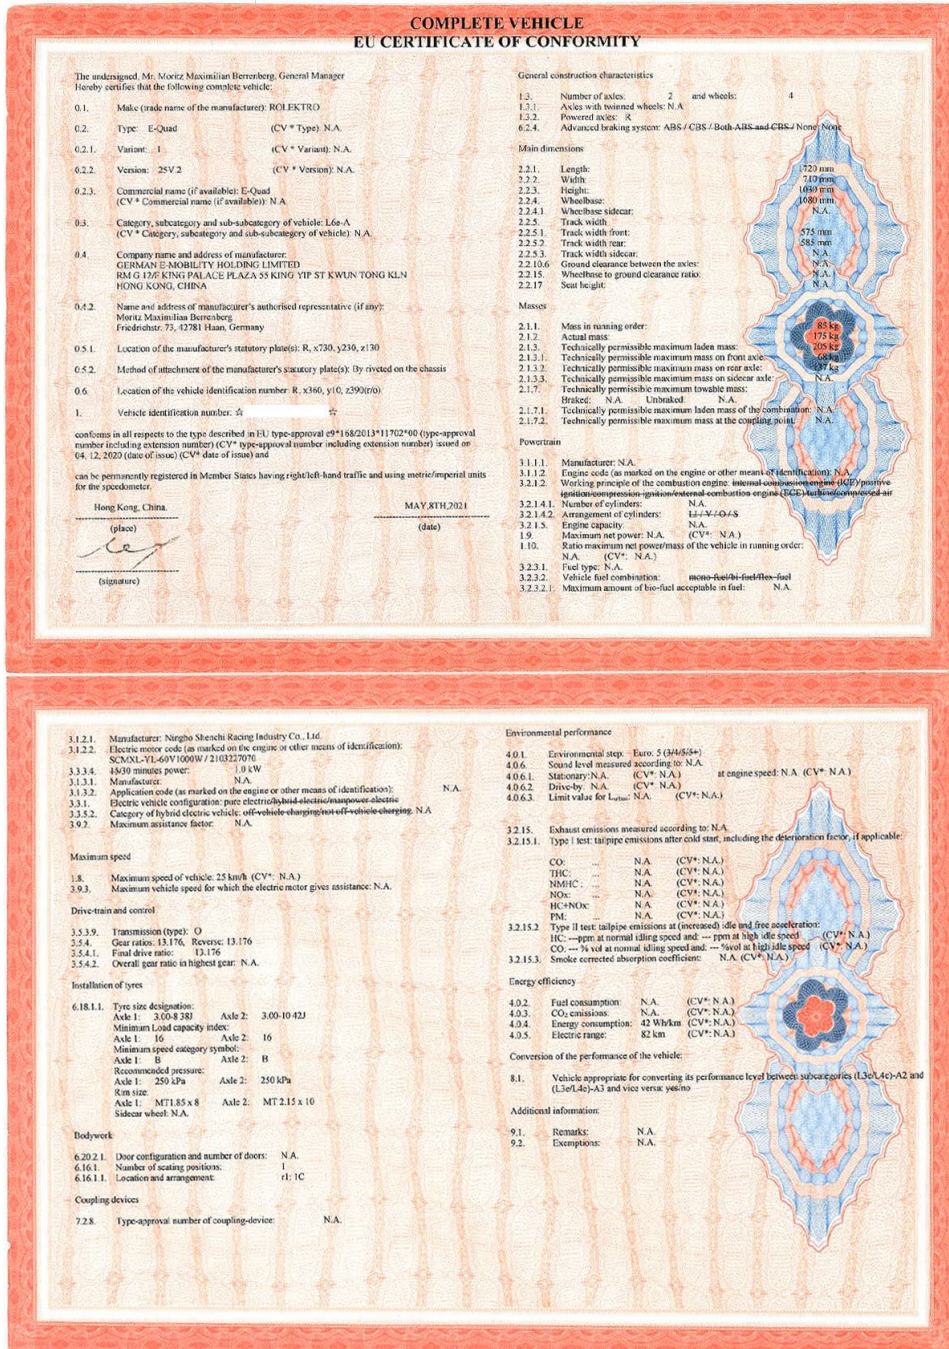 COMPLETE VEHICLE
EU CERTIFICATE OF CONFORMITY
The undersigned, Mr. Moritz Maximilian Berrenberg, General Manager
Hereby certifies that the following complete vehicle:
0.1. Make (trade name of the manufacturer): ROLEKTRO
0.2. Type: E-Quad (CV * Type): N.A.
0.2.1. Variant: 1 (CV * Variant): N.A.
0.2.2. Version: 25V.2 (CV * Version): N.A.
0.2.3. Commercial name (if available): E-Quad
(CV * Commercial name (if available)): N.A
0.3. Category, subcategory and sub-subcategory of vehicle: L6e-A
(CV * Category, subcategory and sub-subcategory of vehicle): N.A.
0.4. Company name and address of manufacturer:
GERMAN E-MOBILITY HOLDING LIMITED
RM G 12/F KING PALACE PLAZA 55 KING YIP ST KWUN TONG KLN
HONG KONG, CHINA
0.4.2. Name and address of manufacturer's authorised representative (if any):
Moritz Maximilian Berrenberg
Friedrichstr. 73, 42781 Haan, Germany
0.5.1. Location of the manufacturer's statutory plate(s): R, x730, y230, z130
0.5.2. Method of attachment of the manufacturer's statutory plate(s): By riveted on the chassis
0.6. Location of the vehicle identification number: R, x360, y10, z390(r/o)
1. Vehicle identification number: ☆ ☆
conforms in all respects to the type described in EU type-approval e9*168/2013*11702*00 (type-approval
number including extension number) (CV* type-approval number including extension number) issued on
04, 12, 2020 (date of issue) (CV* date of issue) and
can be permanently registered in Member States having right/left-hand traffic and using metric/imperial units
for the speedometer.
Hong Kong, China. MAY,8TH,2021
(place) (date)
(signature)
General construction characteristics
1.3. Number of axles: 2 and wheels: 4
1.3.1. Axles with twinned wheels: N.A
1.3.2. Powered axles: R
6.2.4. Advanced braking system: ABS / CBS / Both ABS and CBS / None: None
Main dimensions
2.2.1. Length: 1720 mm
2.2.2. Width: 710 mm
2.2.3. Height: 1030 mm
2.2.4. Wheelbase: 1080 mm
2.2.4.1 Wheelbase sidecar: N.A.
2.2.5. Track width
2.2.5.1. Track width front: 575 mm
2.2.5.2. Track width rear: 585 mm
2.2.5.3. Track width sidecar: N.A.
2.2.10.6 Ground clearance between the axles: N.A.
2.2.15. Wheelbase to ground clearance ratio: N.A.
2.2.17 Seat height: N.A.
Masses
2.1.1. Mass in running order: 85 kg
2.1.2. Actual mass: 175 kg
2.1.3. Technically permissible maximum laden mass: 205 kg
2.1.3.1. Technically permissible maximum mass on front axle: 68 kg
2.1.3.2. Technically permissible maximum mass on rear axle: 137 kg
2.1.3.3. Technically permissible maximum mass on sidecar axle: N.A.
2.1.7. Technically permissible maximum towable mass:
Braked: N.A. Unbraked: N.A.
2.1.7.1. Technically permissible maximum laden mass of the combination: N.A.
2.1.7.2. Technically permissible maximum mass at the coupling point: N.A.
Powertrain
3.1.1.1. Manufacturer: N.A.
3.1.1.2 Engine code (as marked on the engine or other means of identification): N.A.
3.2.1.2. Working principle of the combustion engine: internal combustion engine (ICE)/positive
ignition/compression ignition/external combustion engine (ECE)/turbine/compressed air
3.2.1.4.1. Number of cylinders: N.A.
3.2.1.4.2. Arrangement of cylinders: LI / V / O / S
3.2.1.5. Engine capacity: N.A.
1.9. Maximum net power: N.A. (CV*: N.A.)
1.10. Ratio maximum net power/mass of the vehicle in running order:
N.A. (CV*: N.A.)
3.2.3.1. Fuel type: N.A.
3.2.3.2. Vehicle fuel combination: mono-fuel/bi-fuel/flex-fuel
3.2.3.2.1. Maximum amount of bio-fuel acceptable in fuel: N.A.
3.1.2.1. Manufacturer: Ningbo Shenchi Racing Industry Co., Ltd.
3.1.2.2. Electric motor code (as marked on the engine or other means of identification):
SCMXL-YL-60V1000W / 2103227070
3.3.3.4. 15/30 minutes power: 1.0 kW
3.1.3.1. Manufacturer: N.A.
3.1.3.2. Application code (as marked on the engine or other means of identification): N.A.
3.3.1. Electric vehicle configuration: pure electric/hybrid electric/manpower electric
3.3.5.2. Category of hybrid electric vehicle: off-vehicle charging/not off-vehicle charging: N.A
3.9.2. Maximum assistance factor: N.A.
Maximum speed
1.8. Maximum speed of vehicle: 25 km/h (CV*: N.A.)
3.9.3. Maximum vehicle speed for which the electric motor gives assistance: N.A.
Drive-train and control
3.5.3.9. Transmission (type): O
3.5.4. Gear ratios: 13.176, Reverse: 13.176
3.5.4.1. Final drive ratio: 13.176
3.5.4.2. Overall gear ratio in highest gear: N.A.
Installation of tyres
6.18.1.1. Tyre size designation:
Axle 1: 3.00-8 38J Axle 2: 3.00-10 42J
Minimum Load capacity index:
Axle 1: 16 Axle 2: 16
Minimum speed category symbol:
Axle 1: B Axle 2: B
Recommended pressure:
Axle 1: 250 kPa Axle 2: 250 kPa
Rim size:
Axle 1: MT1.85 x 8 Axle 2: MT 2.15 x 10
Sidecar wheel: N.A.
Bodywork
6.20.2.1. Door configuration and number of doors: N.A.
6.16.1. Number of seating positions: 1
6.16.1.1. Location and arrangement: r1: 1C
Coupling devices
7.2.8. Type-approval number of coupling-device: N.A.
Environmental performance
4.0.1. Environmental step: Euro: 5 (3/4/5/5+)
4.0.6. Sound level measured according to: N.A.
4.0.6.1. Stationary:N.A. (CV*: N.A.) at engine speed: N.A (CV*: N.A.)
4.0.6.2. Drive-by: N.A. (CV*: N.A.)
4.0.6.3. Limit value for Lurban: N.A. (CV*: N.A.)
3.2.15. Exhaust emissions measured according to: N.A.
3.2.15.1. Type I test: tailpipe emissions after cold start, including the deterioration factor, if applicable:
CO: ... N.A. (CV*: N.A.)
THC: ... N.A. (CV*: N.A.)
NMHC: ... N.A. (CV*: N.A.)
NOx: ... N.A. (CV*: N.A.)
HC+NOx: ... N.A. (CV*: N.A.)
PM: ... N.A. (CV*: N.A.)
3.2.15.2 Type II test: tailpipe emissions at (increased) idle and free acceleration:
HC: ---ppm at normal idling speed and: --- ppm at high idle speed (CV*: N.A.)
CO: --- % vol at normal idling speed and: --- %vol at high idle speed (CV*: N.A.)
3.2.15.3. Smoke corrected absorption coefficient: N.A. (CV*: N.A.)
Energy efficiency
4.0.2. Fuel consumption: N.A. (CV*: N.A.)
4.0.3. CO2 emissions: N.A. (CV*: N.A.)
4.0.4. Energy consumption: 42 Wh/km (CV*: N.A.)
4.0.5. Electric range: 82 km (CV*: N.A.)
Conversion of the performance of the vehicle:
8.1. Vehicle appropriate for converting its performance level between subcategories (L3e/L4e)-A2 and
(L3e/L4e)-A3 and vice versa: yes/no
Additional information:
9.1. Remarks: N.A.
9.2. Exemptions: N.A.